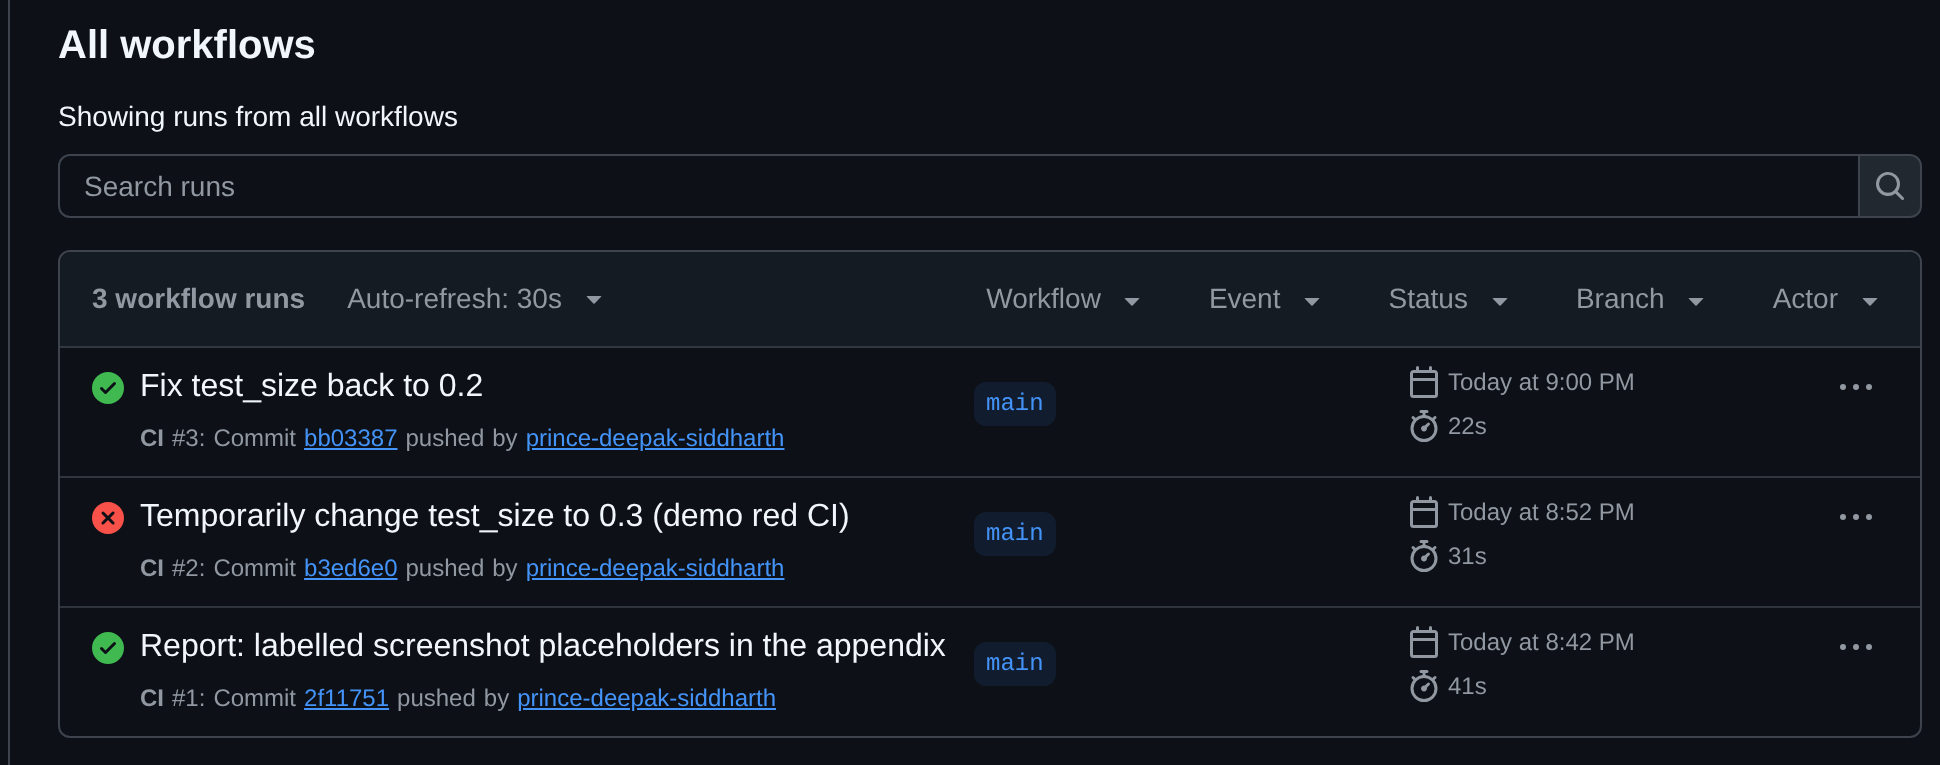 All workflows
Showing runs from all workflows
Search runs
3 workflow runs Auto-refresh: 30s Workflow Event Status Branch Actor
Fix test_size back to 0.2 main Today at 9:00 PM
CI #3: Commit bb03387 pushed by prince-deepak-siddharth 22s
Temporarily change test_size to 0.3 (demo red CI) main Today at 8:52 PM
CI #2: Commit b3ed6e0 pushed by prince-deepak-siddharth 31s
Report: labelled screenshot placeholders in the appendix main Today at 8:42 PM
CI #1: Commit 2f11751 pushed by prince-deepak-siddharth 41s